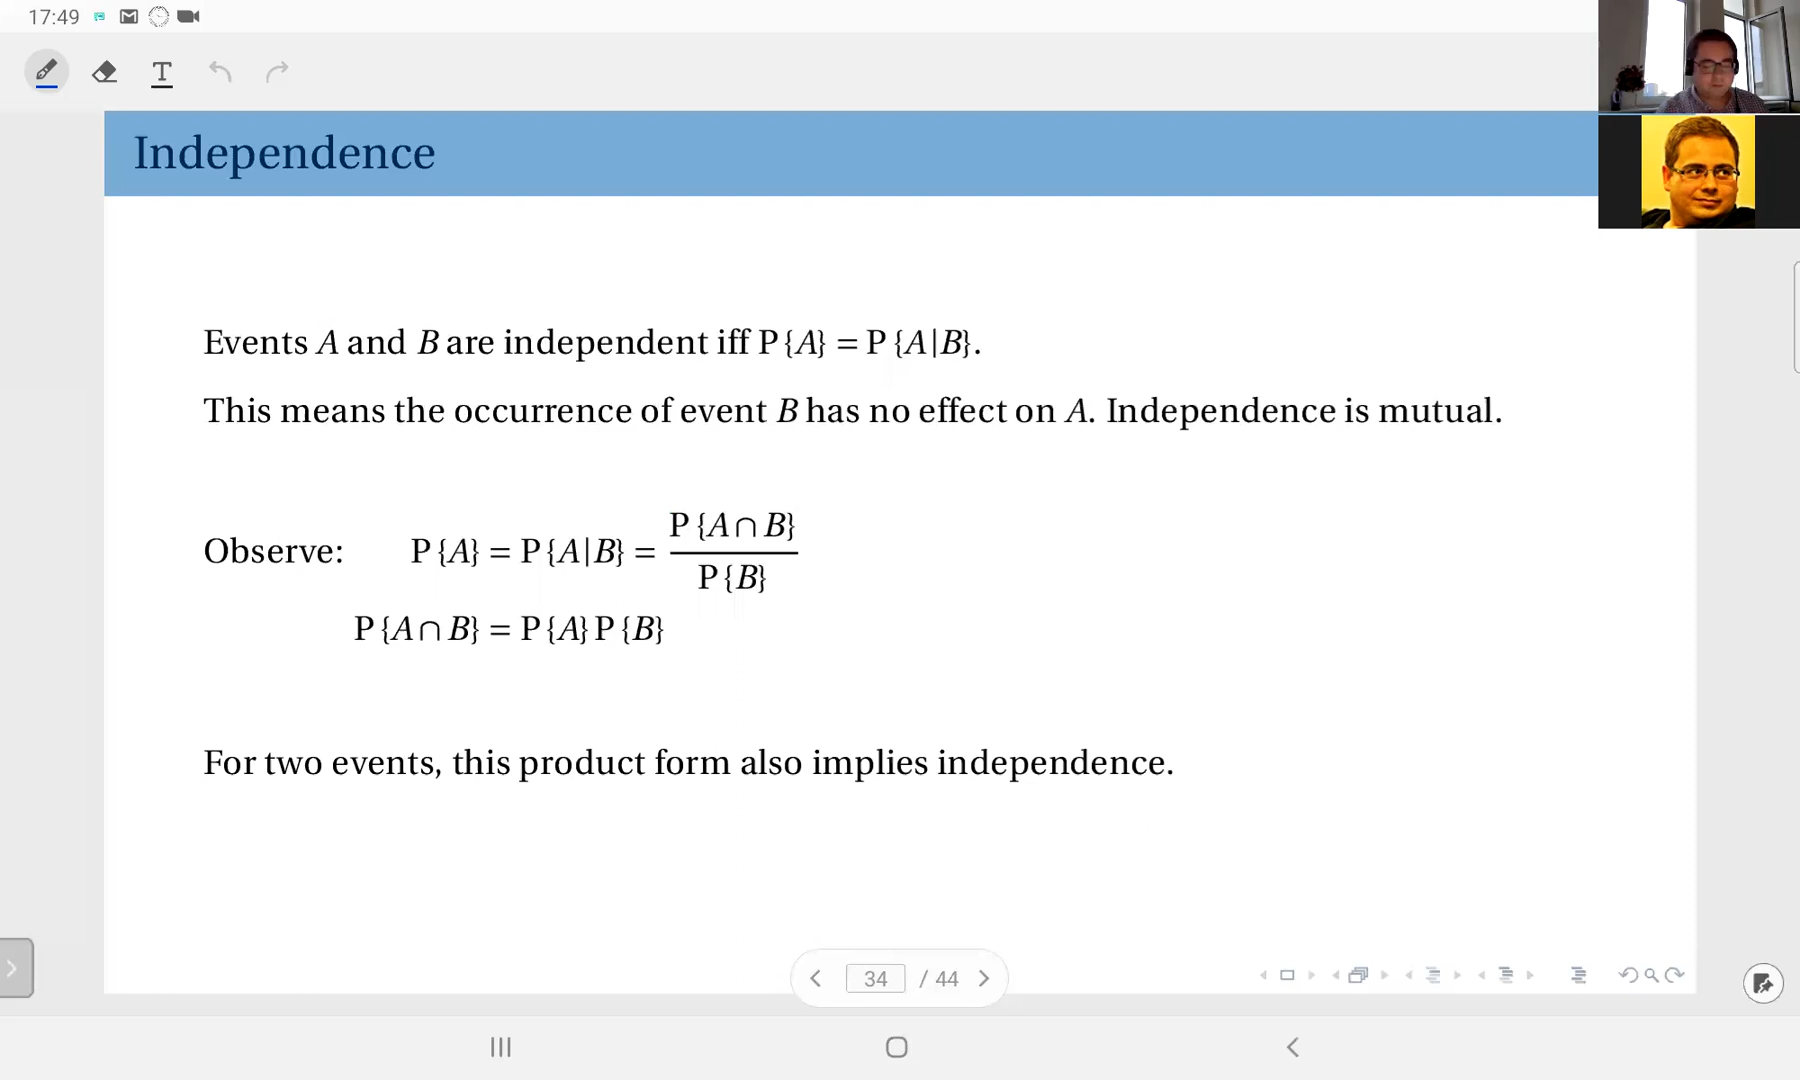 17:49
T
Independence
Events A and B are independent iff P{A} = P{A|B}.
This means the occurrence of event B has no effect on A. Independence is mutual.
Observe: P{A} = P{A|B} = P{A∩B} / P{B}
P{A∩B} = P{A}P{B}
For two events, this product form also implies independence.
34 / 44